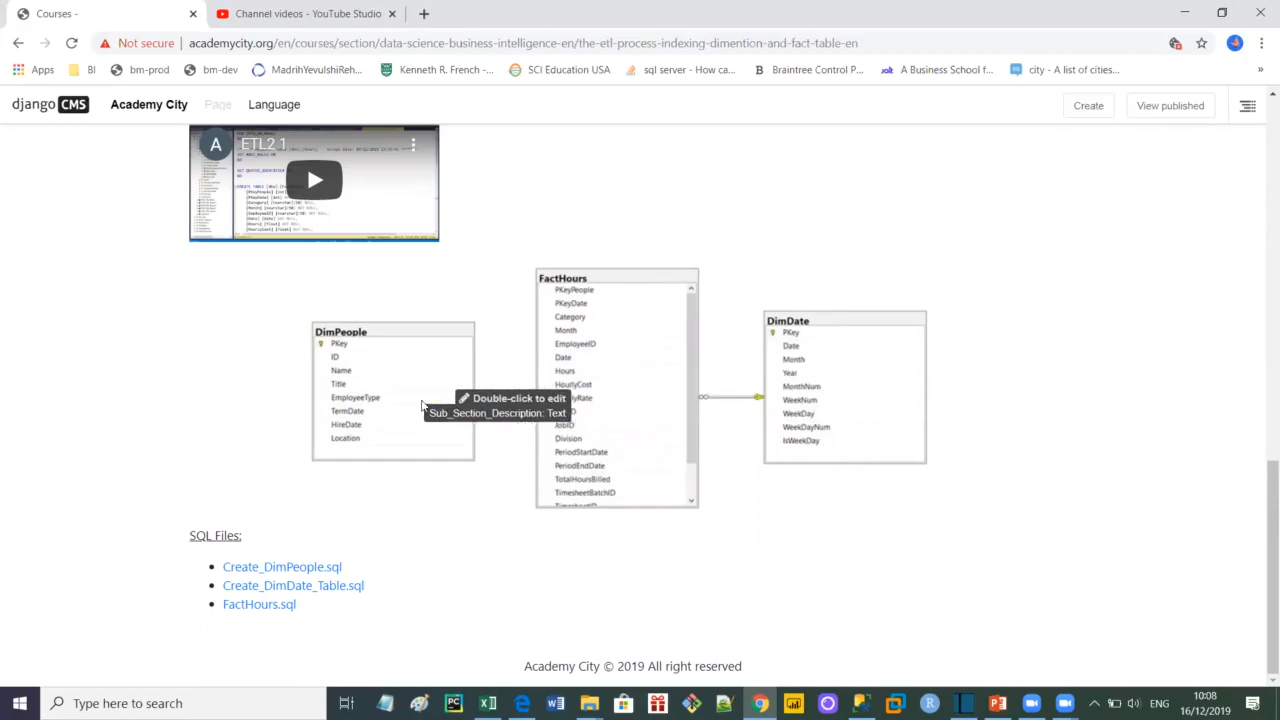 Courses -
Channel videos - YouTube Studio
Not secure
academycity.org/en/courses/section/data-science-business-intelligence-en/the-etl-process-indexing-dimention-and-fact-table-en
Apps
BI
bm-prod
bm-dev
MadrihYevulshiReh...
Kenneth R. French -...
SCI Education USA
sql server - How ca...
Braintree Control P...
jolt
A Business School f...
city - A list of cities...
»
django CMS
Academy City
Page
Language
Create
View published
A
ETL2 1
DimPeople
PKey
ID
Name
Title
EmployeeType
TermDate
HireDate
Location
Double-click to edit
Sub_Section_Description: Text
FactHours
PKeyPeople
PKeyDate
Category
Month
EmployeeID
Date
Hours
HourlyCost
JobID
Division
PeriodStartDate
PeriodEndDate
TotalHoursBilled
TimesheetBatchID
TimesheetID
DimDate
PKey
Date
Month
Year
MonthNum
WeekNum
WeekDay
WeekDayNum
IsWeekDay
SQL Files:
Create_DimPeople.sql
Create_DimDate_Table.sql
FactHours.sql
Academy City © 2019 All right reserved
Type here to search
ENG
10:08
16/12/2019